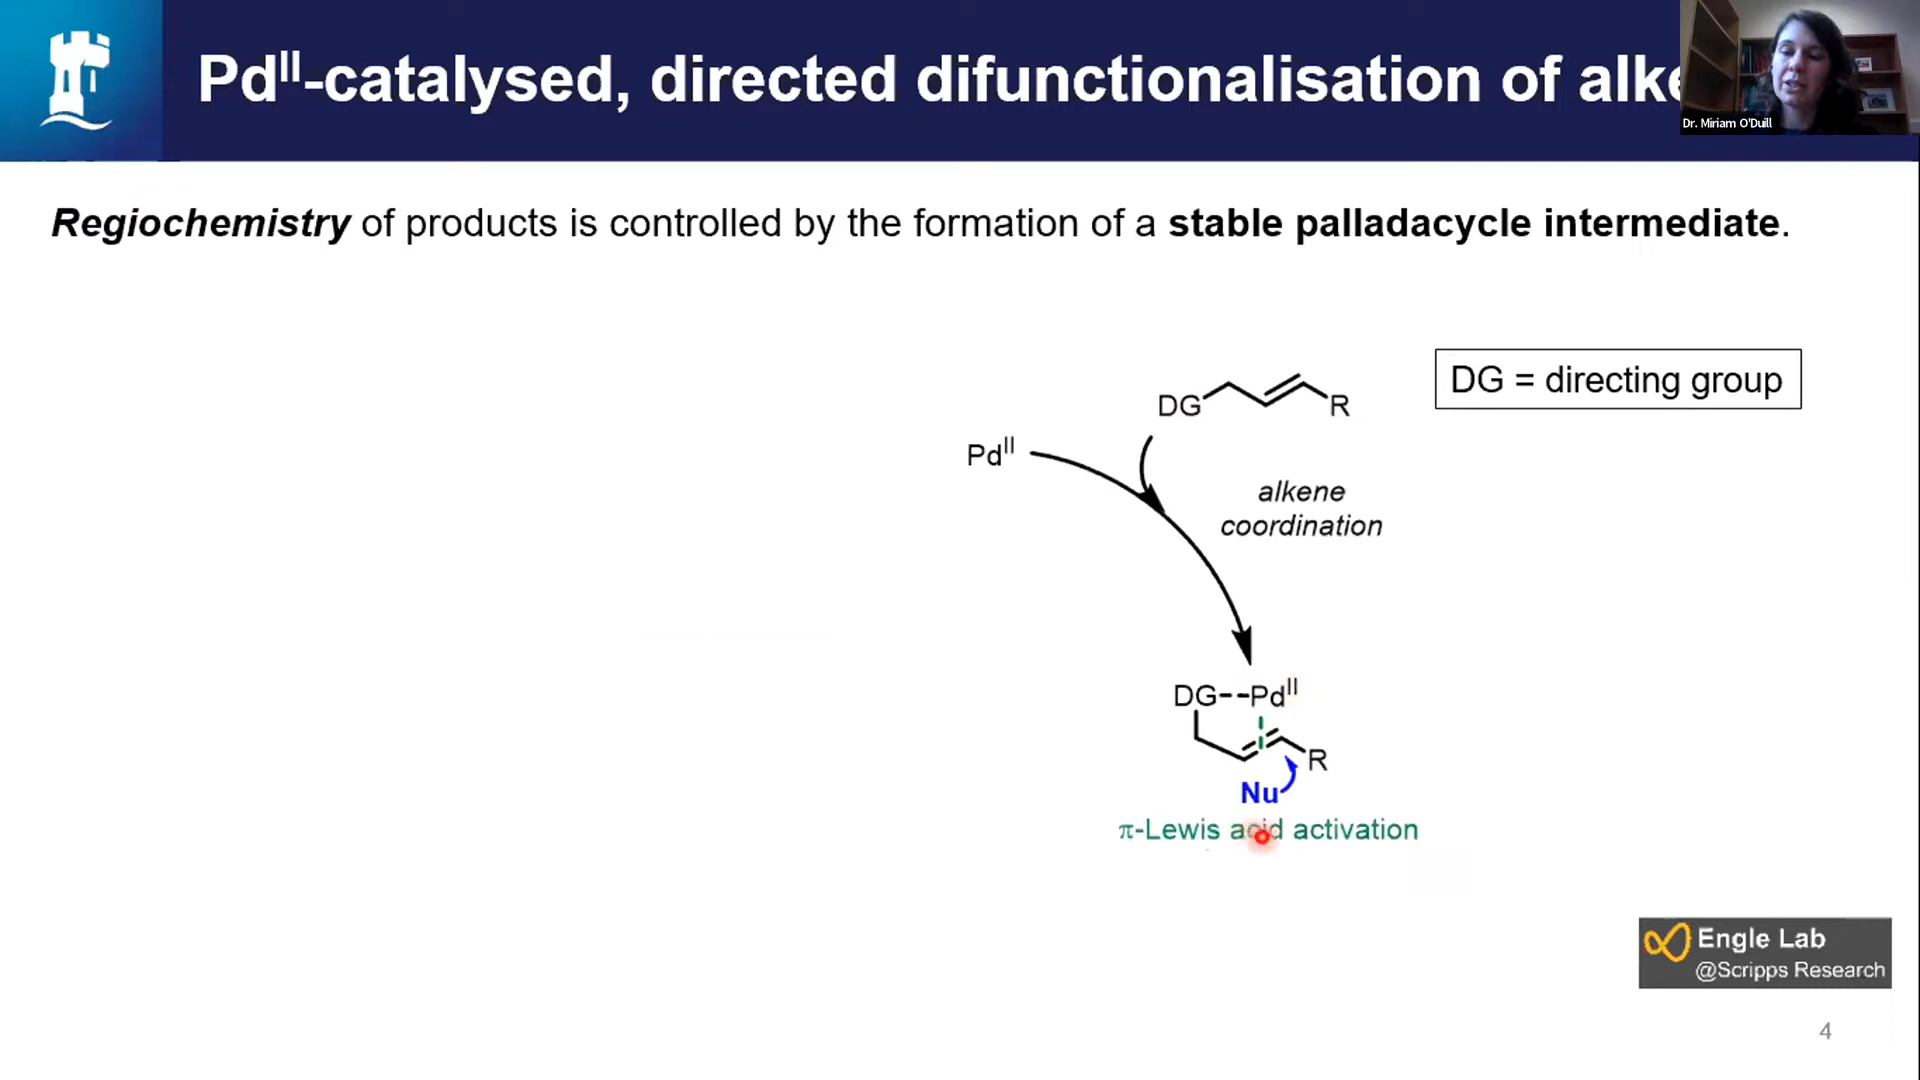 Pdᴵᴵ-catalysed, directed difunctionalisation of alke
Dr. Miriam O'Duill
Regiochemistry of products is controlled by the formation of a stable palladacycle intermediate.
DG = directing group
DG R
Pdᴵᴵ
alkene
coordination
DG--Pdᴵᴵ
R
Nu
π-Lewis acid activation
Engle Lab
@Scripps Research
4